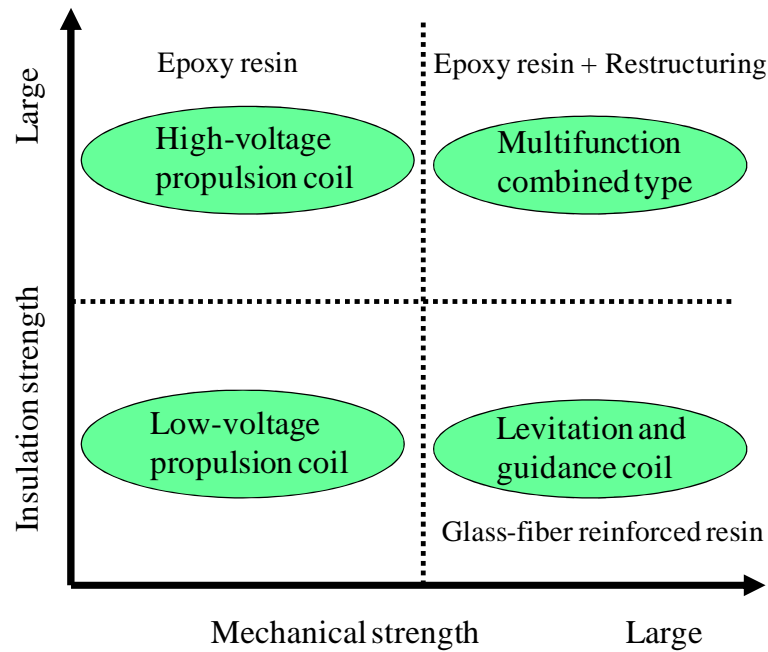 Epoxy resin
Epoxy resin + Restructuring
Large
High-voltage
propulsion coil
Multifunction
combined type
Insulation strength
Low-voltage
propulsion coil
Levitation and
guidance coil
Glass-fiber reinforced resin
Mechanical strength
Large